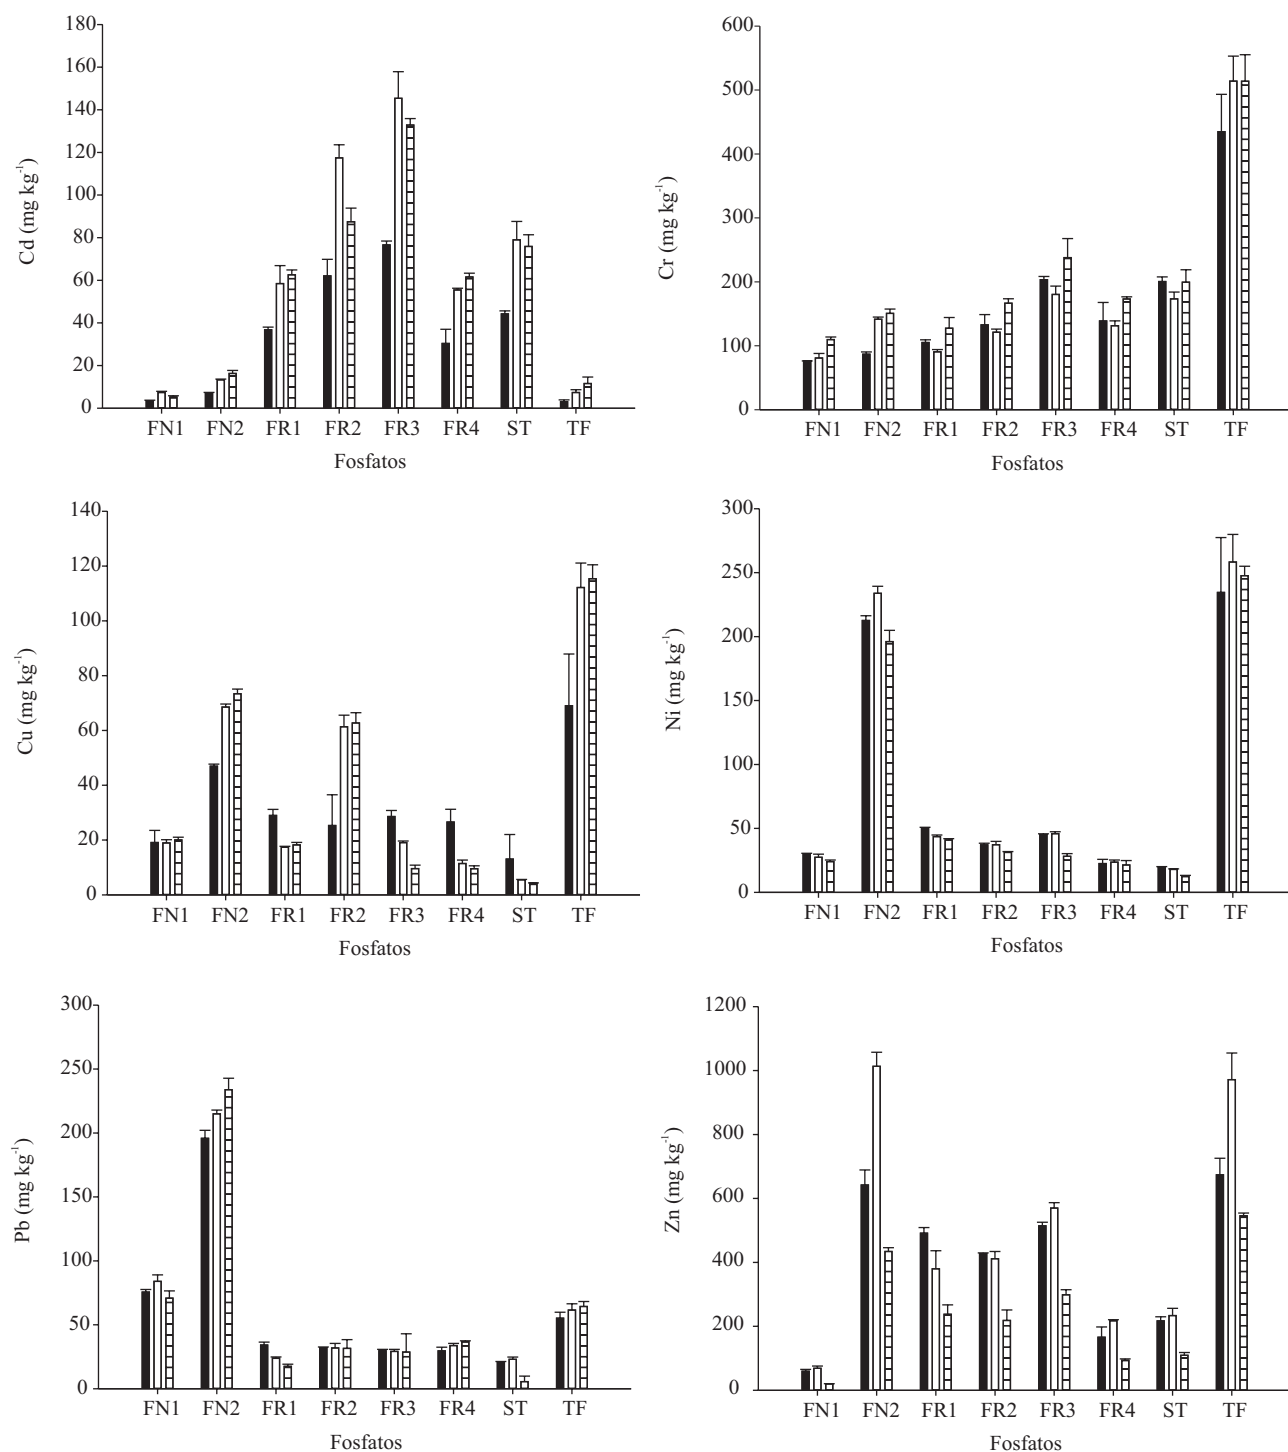 180
160
140
120
100
80
60
40
20
0
Cd (mg kg-1)
FN1 FN2 FR1 FR2 FR3 FR4 ST TF
Fosfatos
600
500
400
300
200
100
0
Cr (mg kg-1)
FN1 FN2 FR1 FR2 FR3 FR4 ST TF
Fosfatos
140
120
100
80
60
40
20
0
Cu (mg kg-1)
FN1 FN2 FR1 FR2 FR3 FR4 ST TF
Fosfatos
300
250
200
150
100
50
0
Ni (mg kg-1)
FN1 FN2 FR1 FR2 FR3 FR4 ST TF
Fosfatos
300
250
200
150
100
50
0
Pb (mg kg-1)
FN1 FN2 FR1 FR2 FR3 FR4 ST TF
Fosfatos
1200
1000
800
600
400
200
0
Zn (mg kg-1)
FN1 FN2 FR1 FR2 FR3 FR4 ST TF
Fosfatos